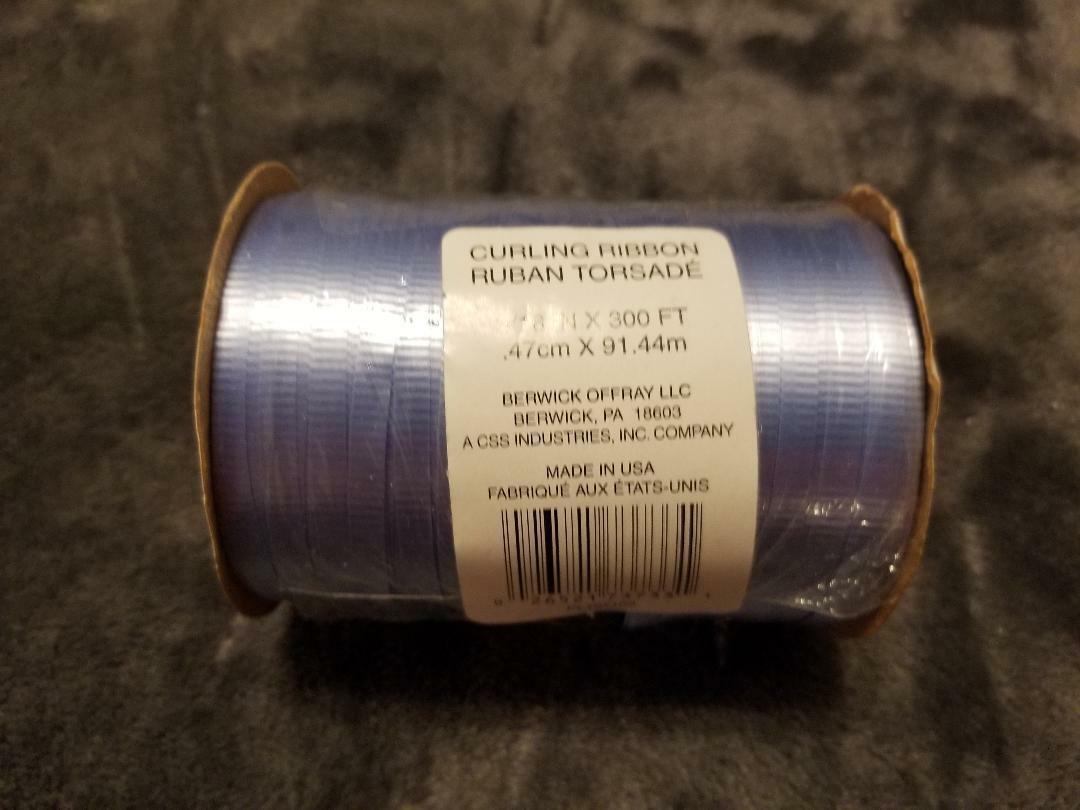 CURLING RIBBON
RUBAN TORSADÉ
X 300 FT
.47cm X 91.44m
BERWICK OFFRAY LLC
BERWICK, PA 18603
A CSS INDUSTRIES, INC. COMPANY
MADE IN USA
FABRIQUÉ AUX ÉTATS-UNIS